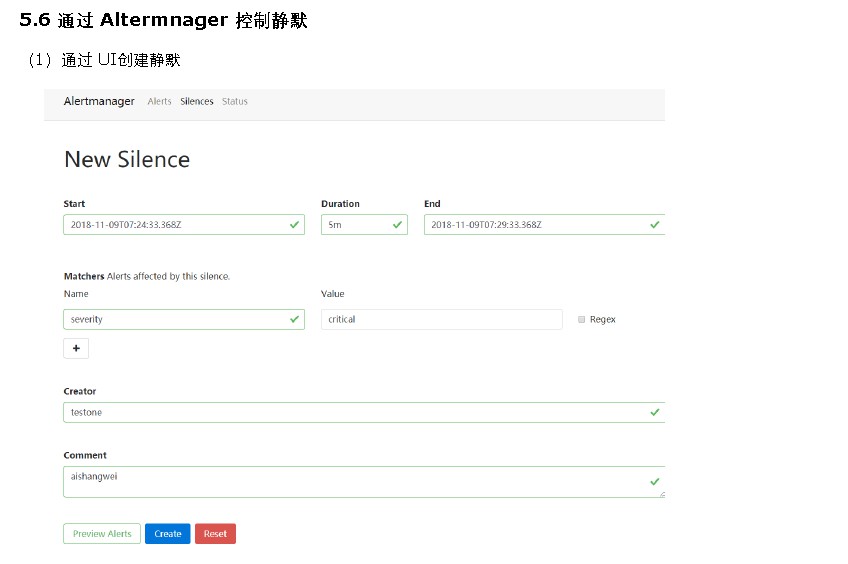 5.6 通过 Altermnager 控制静默
（1）通过 UI创建静默
Alertmanager Alerts Silences Status
New Silence
Start Duration End
2018-11-09T07:24:33.368Z 5m 2018-11-09T07:29:33.368Z
Matchers Alerts affected by this silence.
Name Value
severity critical Regex
+
Creator
testone
Comment
aishangwei
Preview Alerts Create Reset